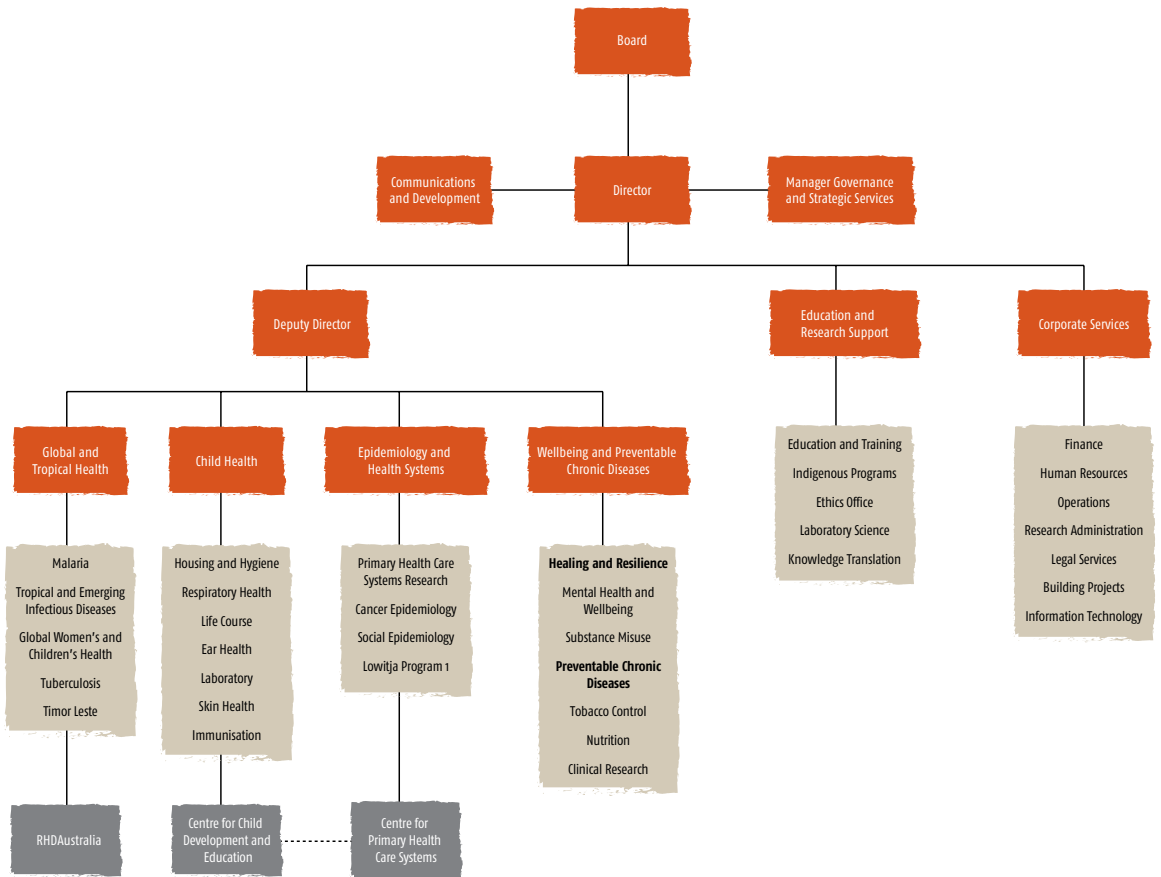 Board
Communications
and Development
Director
Manager Governance
and Strategic Services
Deputy Director
Education and
Research Support
Corporate Services
Global and
Tropical Health
Child Health
Epidemiology and
Health Systems
Wellbeing and Preventable
Chronic Diseases
Education and Training
Indigenous Programs
Ethics Office
Laboratory Science
Knowledge Translation
Finance
Human Resources
Operations
Research Administration
Legal Services
Building Projects
Information Technology
Malaria
Tropical and Emerging
Infectious Diseases
Global Women's and
Children's Health
Tuberculosis
Timor Leste
Housing and Hygiene
Respiratory Health
Life Course
Ear Health
Laboratory
Skin Health
Immunisation
Primary Health Care
Systems Research
Cancer Epidemiology
Social Epidemiology
Lowitja Program 1
Healing and Resilience
Mental Health and
Wellbeing
Substance Misuse
Preventable Chronic
Diseases
Tobacco Control
Nutrition
Clinical Research
RHDAustralia
Centre for Child
Development and
Education
Centre for
Primary Health
Care Systems